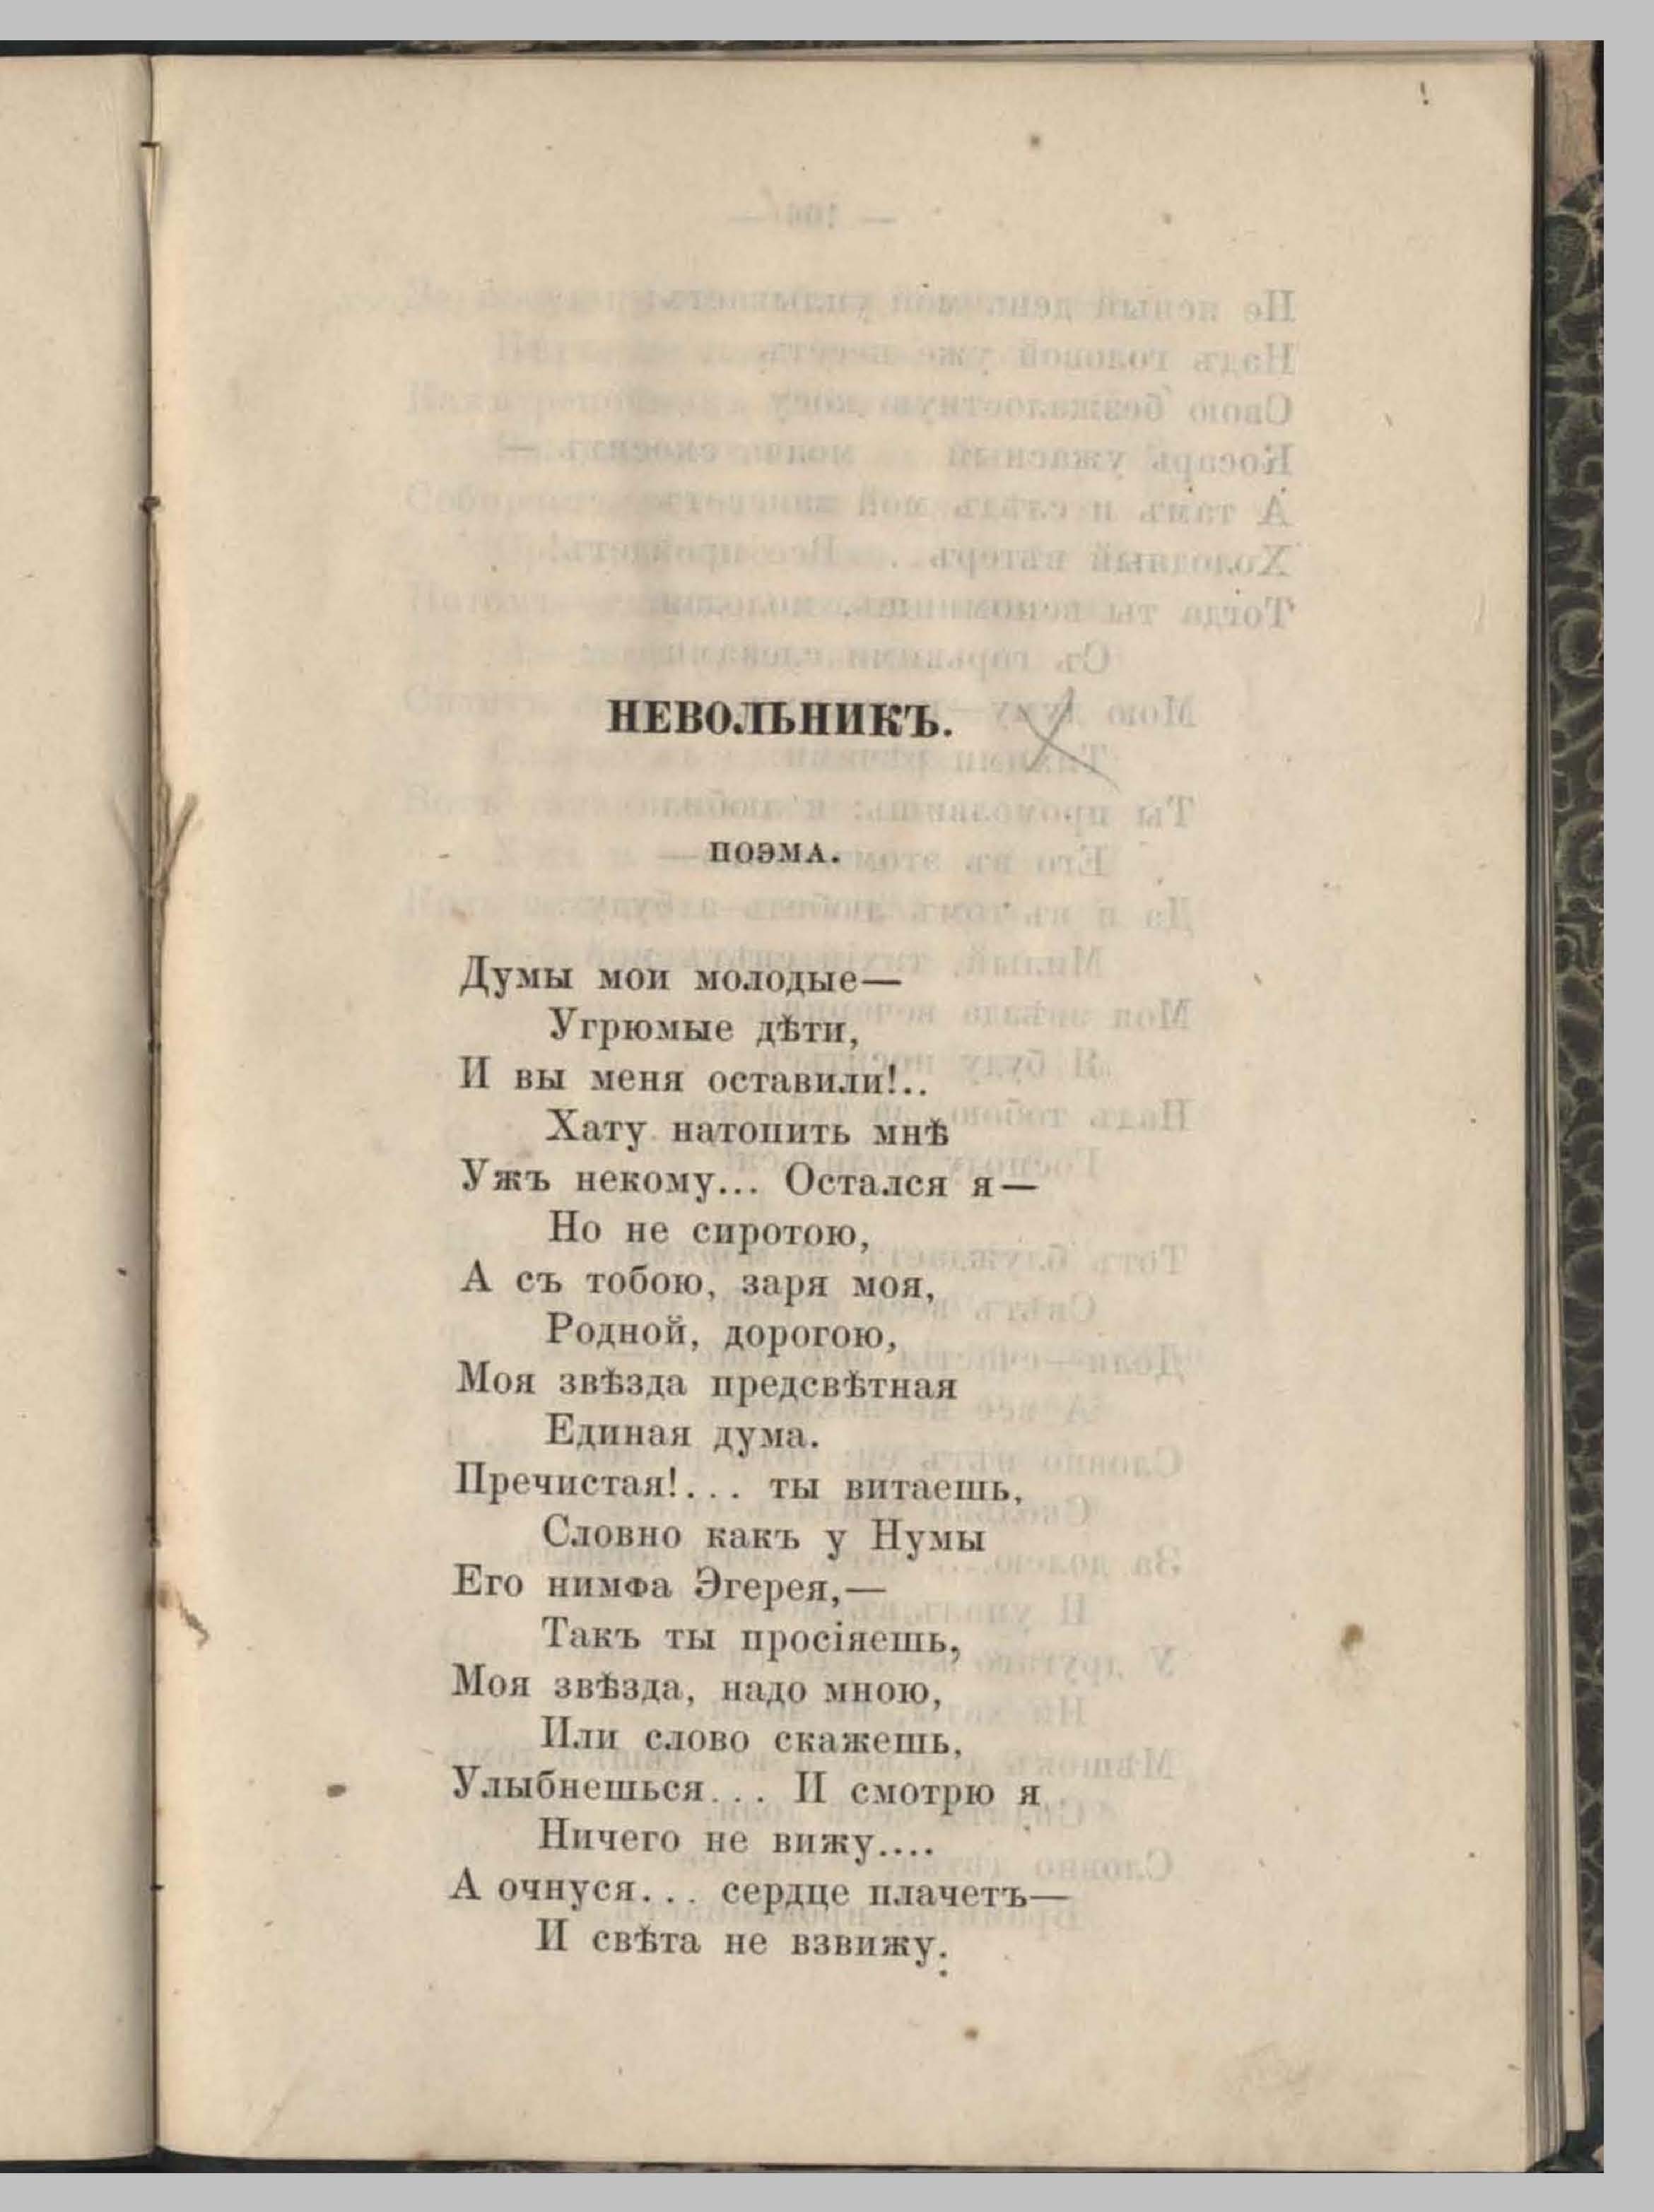 НЕВОЛЬНИКЪ.
ПОЭМА.
Думы мои молодые—
Угрюмые дѣти,
И вы меня оставили!..
Хату натопить мнѣ
Ужъ некому... Остался я—
Но не сиротою,
А съ тобою, заря моя,
Родной, дорогою,
Моя звѣзда предсвѣтная
Единая дума.
Пречистая!... ты витаешь,
Словно какъ у Нумы
Его нимфа Эгерея,—
Такъ ты просіяешь,
Моя звѣзда, надо мною,
Или слово скажешь,
Улыбнешься... И смотрю я
Ничего не вижу....
А очнуся... сердце плачетъ—
И свѣта не взвижу.